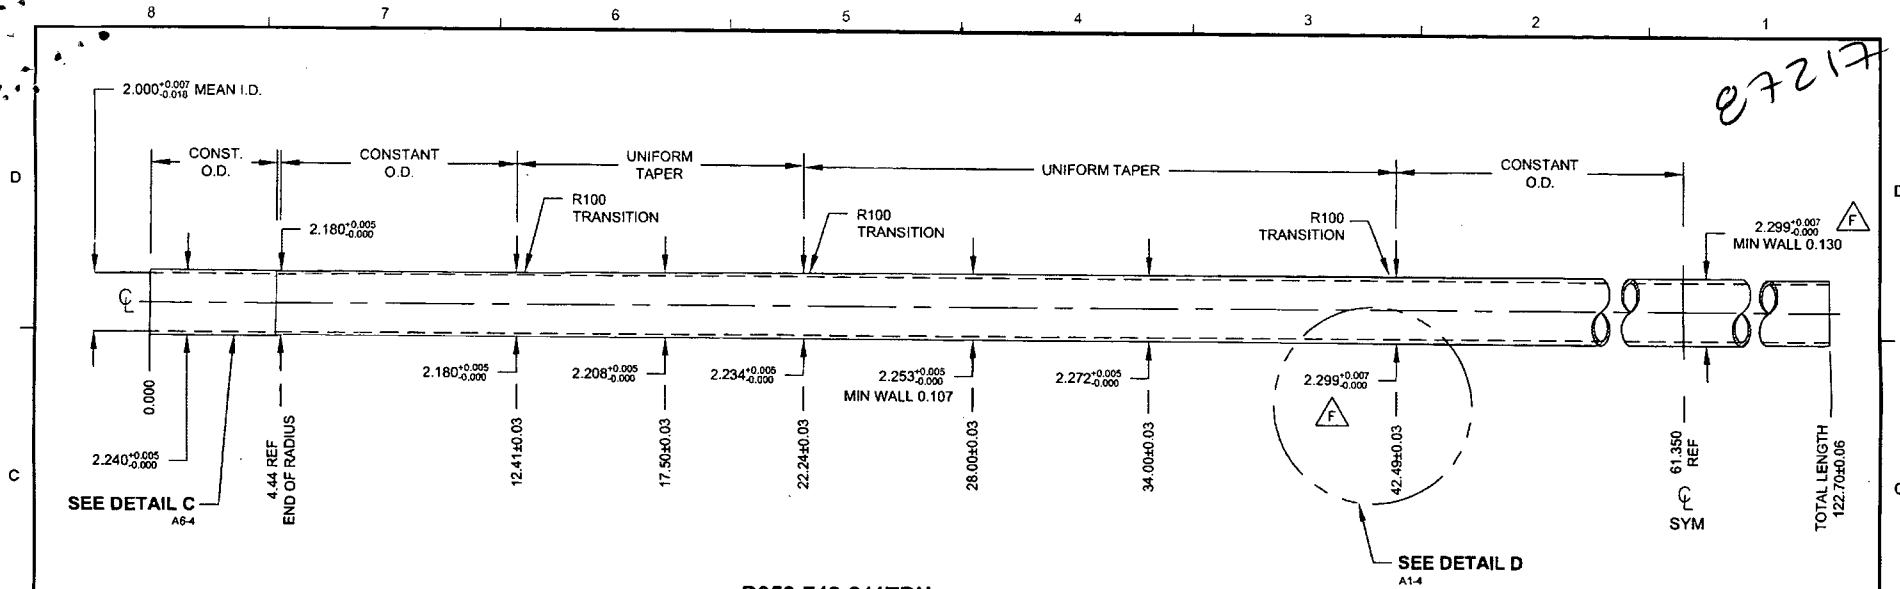 8 7 6 5 4 3 2 1
87217
2.000 +0.007 -0.018 MEAN I.D.
CONST. O.D.
CONSTANT O.D.
UNIFORM TAPER
UNIFORM TAPER
CONSTANT O.D.
D
D
R100 TRANSITION
R100 TRANSITION
R100 TRANSITION
2.180 +0.005 -0.000
2.299 +0.007 -0.000
MIN WALL 0.130
F
℄
2.180 +0.005 -0.000
2.208 +0.005 -0.000
2.234 +0.005 -0.000
2.253 +0.005 -0.000
MIN WALL 0.107
2.272 +0.005 -0.000
2.299 +0.007 -0.000
F
0.000
2.240 +0.005 -0.000
4.44 REF
END OF RADIUS
12.41±0.03
17.50±0.03
22.24±0.03
28.00±0.03
34.00±0.03
42.49±0.03
61.350
REF
℄
SYM
TOTAL LENGTH
122.70±0.06
C
SEE DETAIL C
A6-4
SEE DETAIL D
A1-4